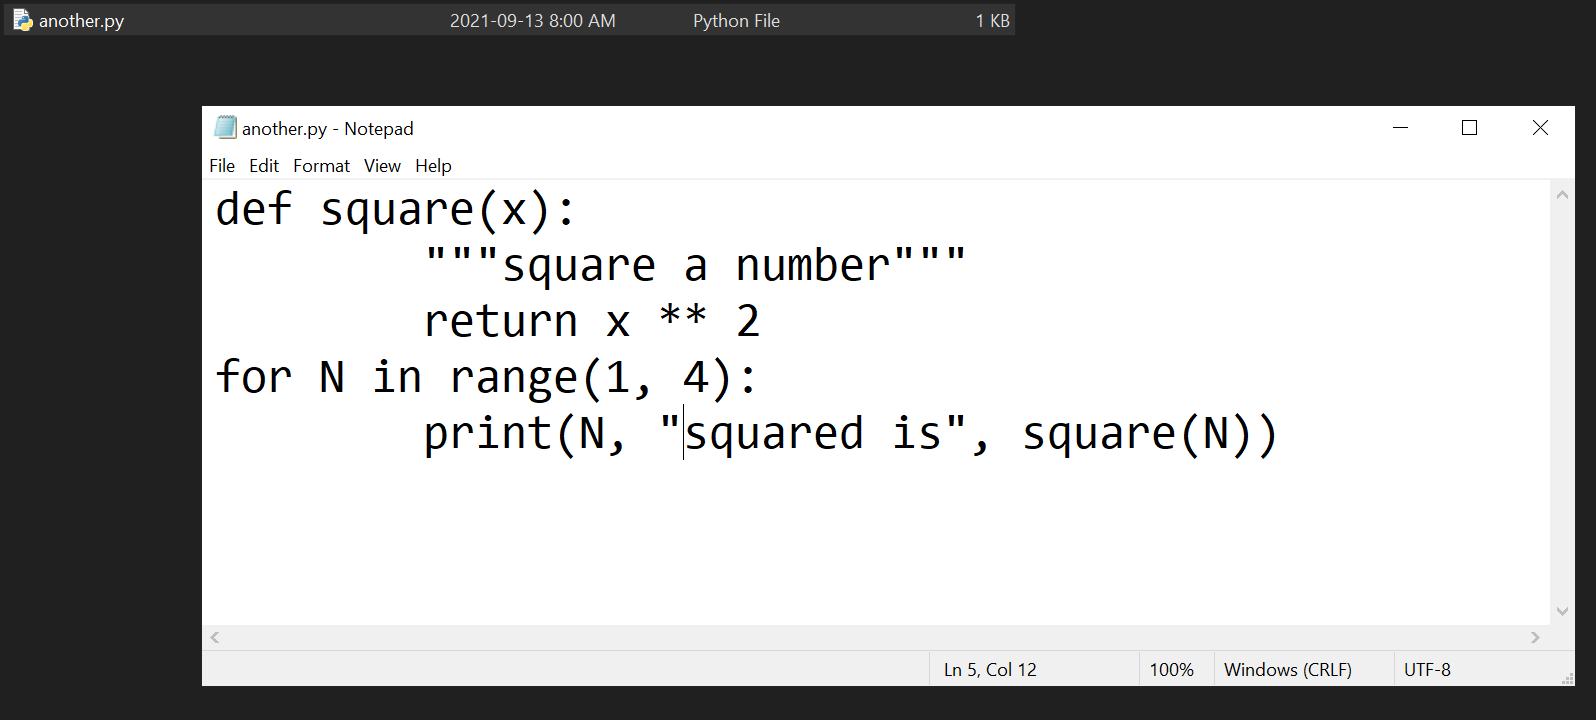 another.py 2021-09-13 8:00 AM Python File 1 KB
another.py - Notepad
File Edit Format View Help
def square(x):
        """square a number"""
        return x ** 2
for N in range(1, 4):
        print(N, "squared is", square(N))
Ln 5, Col 12 100% Windows (CRLF) UTF-8